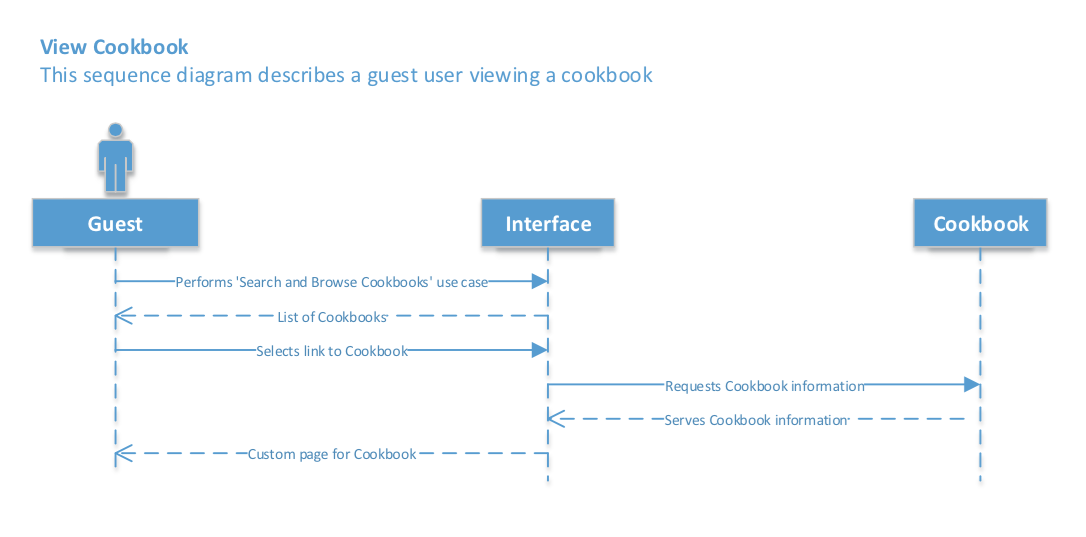 View Cookbook
This sequence diagram describes a guest user viewing a cookbook
Guest
Interface
Cookbook
Performs 'Search and Browse Cookbooks' use case
List of Cookbooks
Selects link to Cookbook
Requests Cookbook information
Serves Cookbook information
Custom page for Cookbook